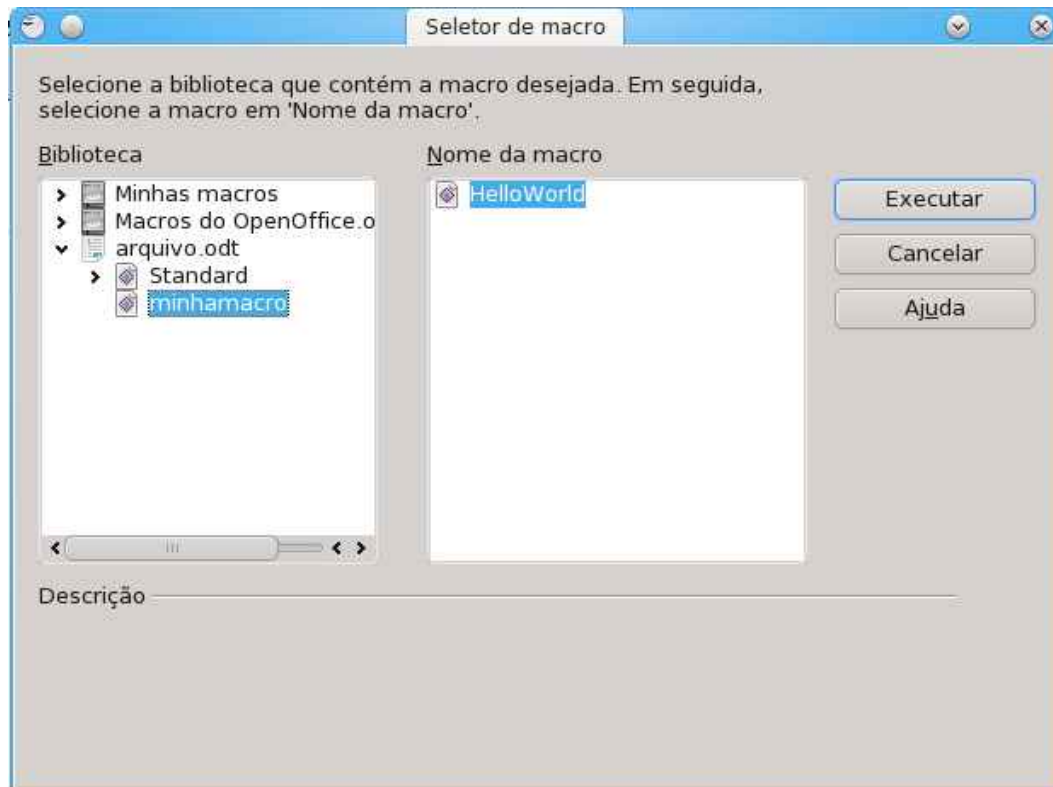 Seletor de macro
Selecione a biblioteca que contém a macro desejada. Em seguida,
selecione a macro em 'Nome da macro'.
Biblioteca
Nome da macro
Minhas macros
Macros do OpenOffice.o
arquivo.odt
Standard
minhamacro
HelloWorld
Executar
Cancelar
Ajuda
Descrição